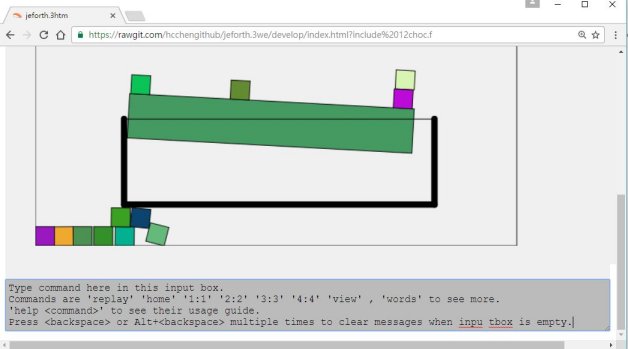 jeforth.3htm
https://rawgit.com/hcchengithub/jeforth.3we/develop/index.html?include%2012choc.f
Type command here in this input box.
Commands are 'replay' 'home' '1:1' '2:2' '3:3' '4:4' 'view' , 'words' to see more.
'help <command>' to see their usage guide.
Press <backspace> or Alt+<backspace> multiple times to clear messages when inpu tbox is empty.